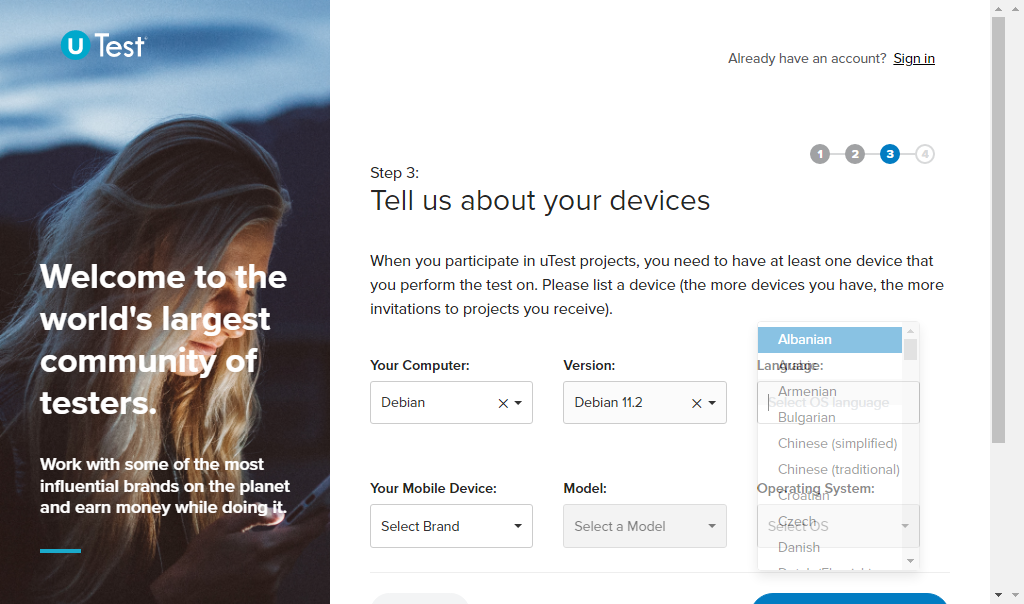 U Test
Already have an account? Sign in
1 2 3 4
Step 3:
Tell us about your devices
When you participate in uTest projects, you need to have at least one device that
you perform the test on. Please list a device (the more devices you have, the more
invitations to projects you receive).
Welcome to the
world's largest
community of
testers.
Work with some of the most
influential brands on the planet
and earn money while doing it.
Your Computer:
Debian
Version:
Debian 11.2
Language:
Select OS language
Albanian
Arabic
Armenian
Bulgarian
Chinese (simplified)
Chinese (traditional)
Croatian
Czech
Danish
Your Mobile Device:
Select Brand
Model:
Select a Model
Operating System:
Select OS